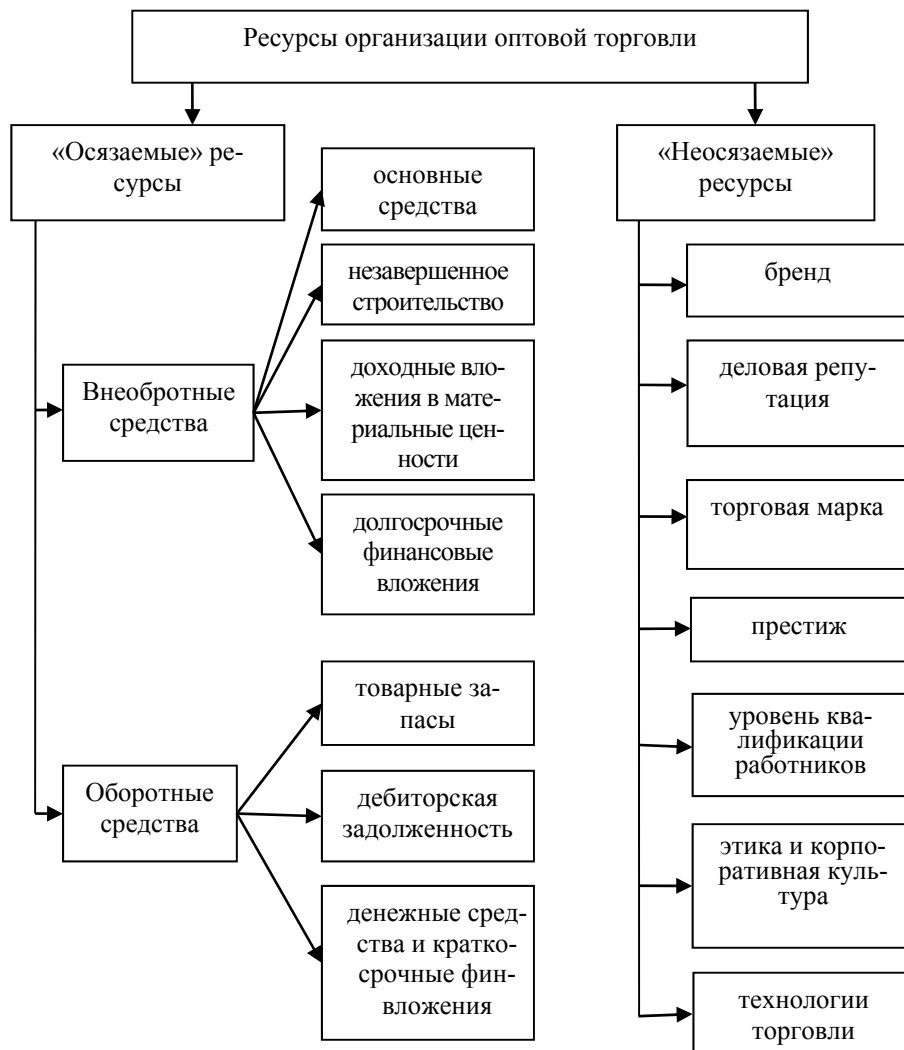 Ресурсы организации оптовой торговли
«Осязаемые» ре-
сурсы
«Неосязаемые»
ресурсы
основные
средства
незавершенное
строительство
Внеобротные
средства
доходные вло-
жения в мате-
риальные цен-
ности
долгосрочные
финансовые
вложения
товарные за-
пасы
Оборотные
средства
дебиторская
задолженность
денежные сред-
ства и кратко-
срочные фин-
вложения
бренд
деловая репу-
тация
торговая марка
престиж
уровень ква-
лификации
работников
этика и корпо-
ративная куль-
тура
технологии
торговли